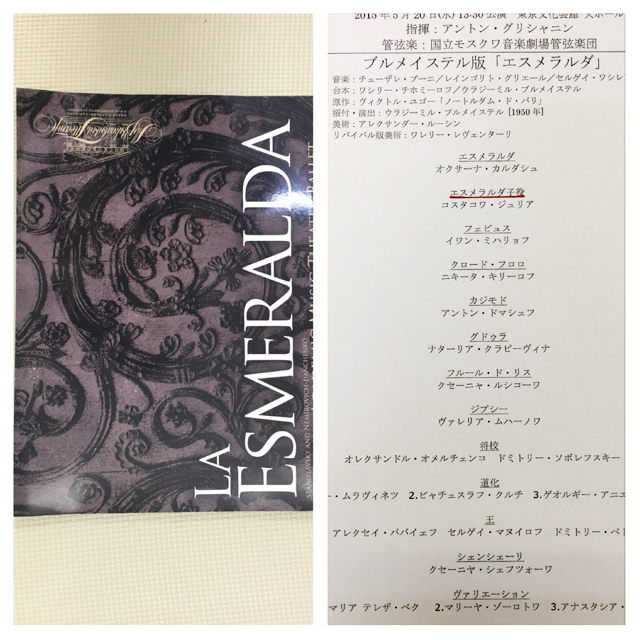 LA
ESMERALDA
2015年5月20日(水) 13:30公演 東京文化会館 大ホール
指揮：アントン・グリシャニン
管弦楽：国立モスクワ音楽劇場管弦楽団
ブルメイステル版「エスメラルダ」
音楽：チェーザレ・プーニ／レインゴリト・グリエール／セルゲイ・ワシレ
台本：ワシリー・チホミーロフ／ウラジーミル・ブルメイステル
原作：ヴィクトル・ユゴー「ノートルダム・ド・パリ」
振付・演出：ウラジーミル・ブルメイステル [1950年]
美術：アレクサンダー・ルーシン
リバイバル版美術：ワレリー・レヴェンターリ
エスメラルダ
オクサーナ・カルダシュ
エスメラルダ子役
コスタコワ・ジュリア
フェビュス
イワン・ミハリョフ
クロード・フロロ
ニキータ・キリーロフ
カジモド
アントン・ドマシェフ
グドゥラ
ナターリア・クラピーヴィナ
フルール・ド・リス
クセーニャ・ルシコーワ
ジプシー
ヴァレリア・ムハーノワ
将校
オレクサンドル・オメルチェンコ ドミトリー・ソボレフスキー
道化
・ムラヴィネツ 2.ビャチェスラフ・クルチ 3.ゲオルギー・アニエ
王
アレクセイ・ババイェフ セルゲイ・マヌイロフ ドミトリー・ペト
シェンシェーリ
クセーニヤ・シェフツォーワ
ヴァリエーション
マリア テレザ・ベク 2.マリーヤ・ゾーロトワ 3.アナスタシア・